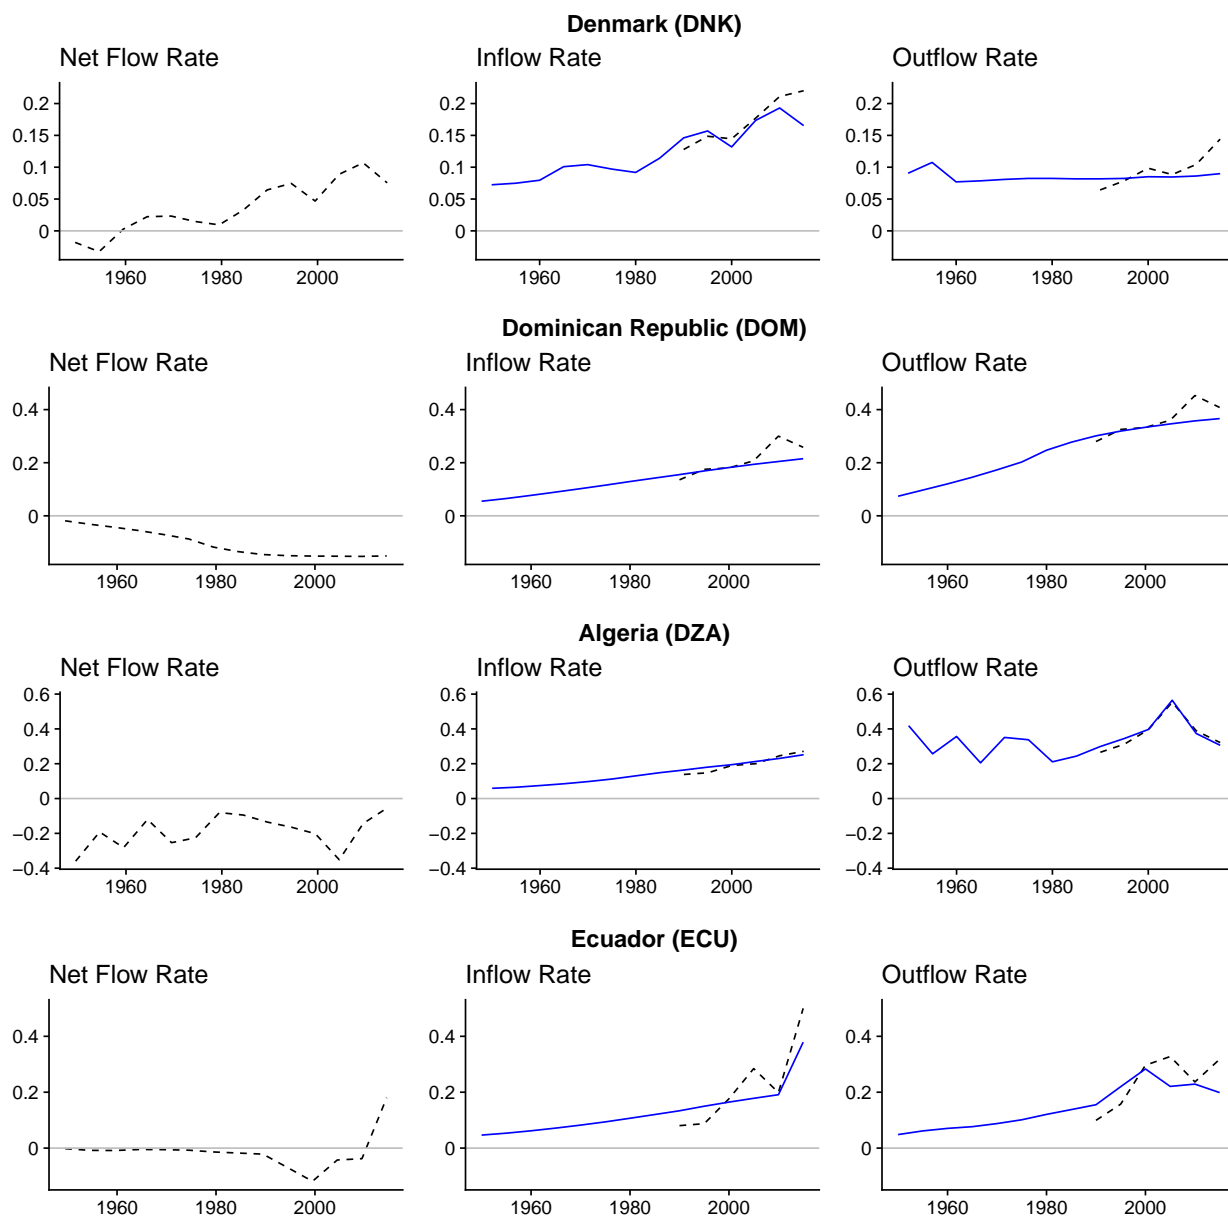 Denmark (DNK)
Net Flow Rate Inflow Rate Outflow Rate
0.2 0.2 0.2
0.15 0.15 0.15
0.1 0.1 0.1
0.05 0.05 0.05
0 0 0
1960 1980 2000 1960 1980 2000 1960 1980 2000
Dominican Republic (DOM)
Net Flow Rate Inflow Rate Outflow Rate
0.4 0.4 0.4
0.2 0.2 0.2
0 0 0
1960 1980 2000 1960 1980 2000 1960 1980 2000
Algeria (DZA)
Net Flow Rate Inflow Rate Outflow Rate
0.6 0.6 0.6
0.4 0.4 0.4
0.2 0.2 0.2
0 0 0
−0.2 −0.2 −0.2
−0.4 −0.4 −0.4
1960 1980 2000 1960 1980 2000 1960 1980 2000
Ecuador (ECU)
Net Flow Rate Inflow Rate Outflow Rate
0.4 0.4 0.4
0.2 0.2 0.2
0 0 0
1960 1980 2000 1960 1980 2000 1960 1980 2000